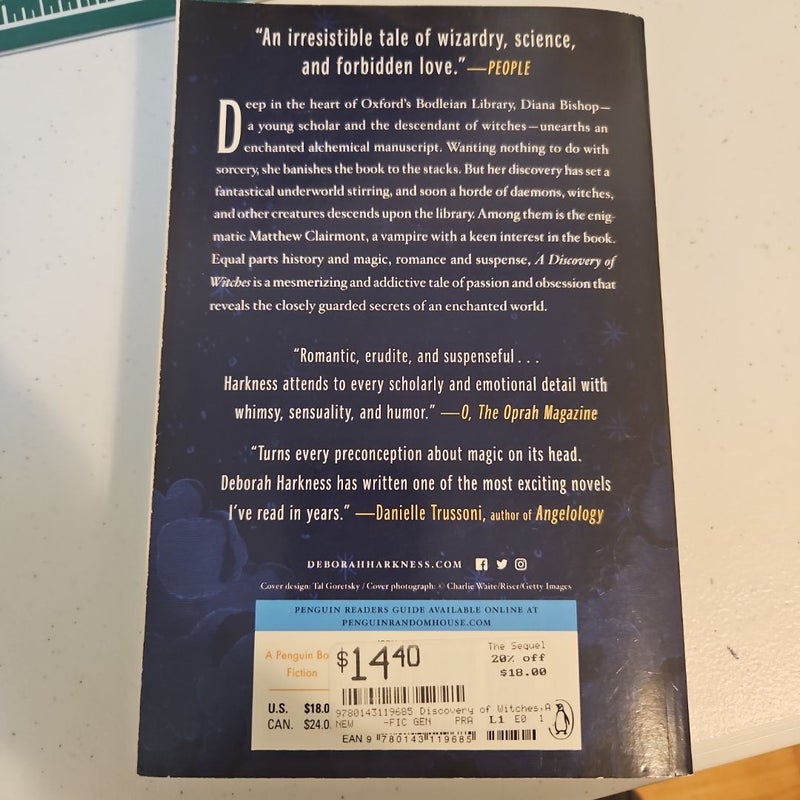 “An irresistible tale of wizardry, science,
and forbidden love.”—PEOPLE
Deep in the heart of Oxford’s Bodleian Library, Diana Bishop—
a young scholar and the descendant of witches—unearths an
enchanted alchemical manuscript. Wanting nothing to do with
sorcery, she banishes the book to the stacks. But her discovery has set a
fantastical underworld stirring, and soon a horde of daemons, witches,
and other creatures descends upon the library. Among them is the enig-
matic Matthew Clairmont, a vampire with a keen interest in the book.
Equal parts history and magic, romance and suspense, A Discovery of
Witches is a mesmerizing and addictive tale of passion and obsession that
reveals the closely guarded secrets of an enchanted world.
“Romantic, erudite, and suspenseful . . .
Harkness attends to every scholarly and emotional detail with
whimsy, sensuality, and humor.” —O, The Oprah Magazine
“Turns every preconception about magic on its head.
Deborah Harkness has written one of the most exciting novels
I’ve read in years.” —Danielle Trussoni, author of Angelology
DEBORAHHARKNESS.COM
Cover design: Tal Goretsky / Cover photograph: © Charlie Waite/Riser/Getty Images
PENGUIN READERS GUIDE AVAILABLE ONLINE AT
PENGUINRANDOMHOUSE.COM
A Penguin Bo
Fiction
U.S. $18.0
CAN. $24.0
$14.40
The Sequel
20% off
$18.00
9780143119685 Discovery of Witches,A
NEW -FIC GEN PRA L1 E0 1
EAN 9 780143 119685